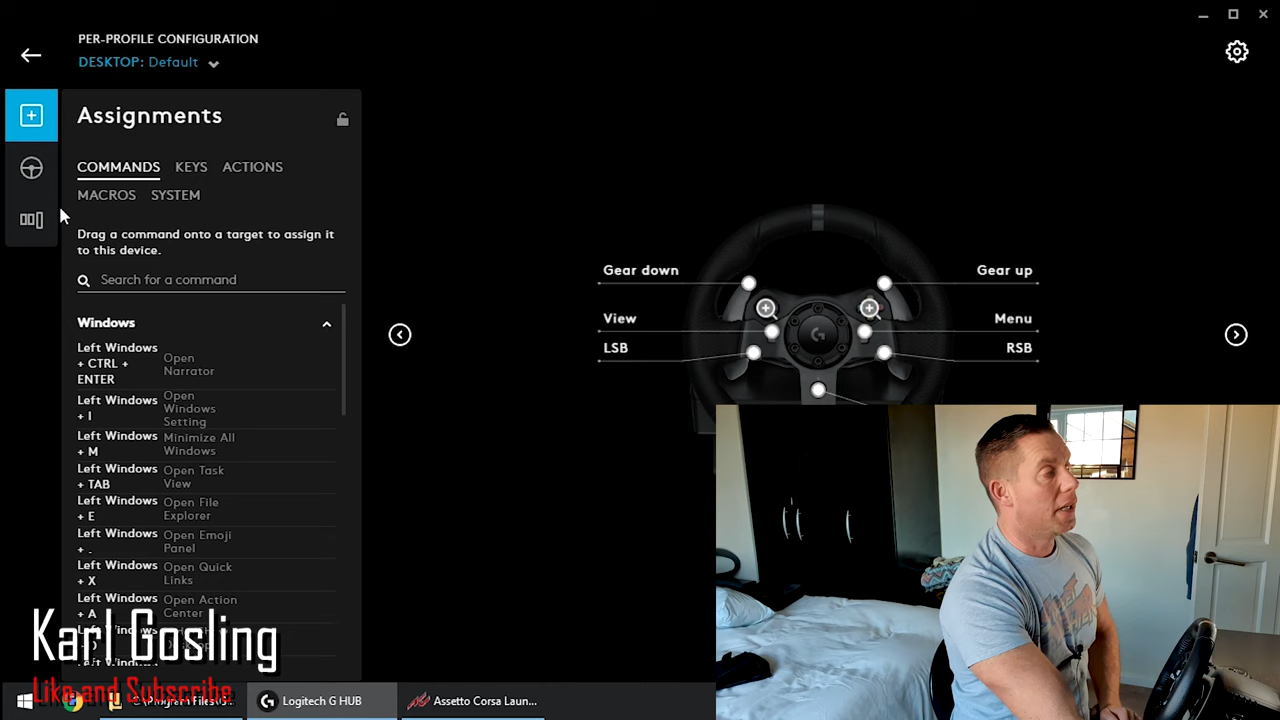 PER-PROFILE CONFIGURATION
DESKTOP: Default
Assignments
COMMANDS KEYS ACTIONS
MACROS SYSTEM
Drag a command onto a target to assign it
to this device.
Search for a command
Windows
Left Windows
+ CTRL +
ENTER
Open
Narrator
Left Windows
+ I
Open
Windows
Setting
Left Windows
+ M
Minimize All
Windows
Left Windows
+ TAB
Open Task
View
Left Windows
+ E
Open File
Explorer
Left Windows
+ .
Open Emoji
Panel
Left Windows
+ X
Open Quick
Links
Left Windows
+ A
Open Action
Center
Gear down
Gear up
View
Menu
LSB
RSB
Karl Gosling
Like and Subscribe
Logitech G HUB
Assetto Corsa Laun...